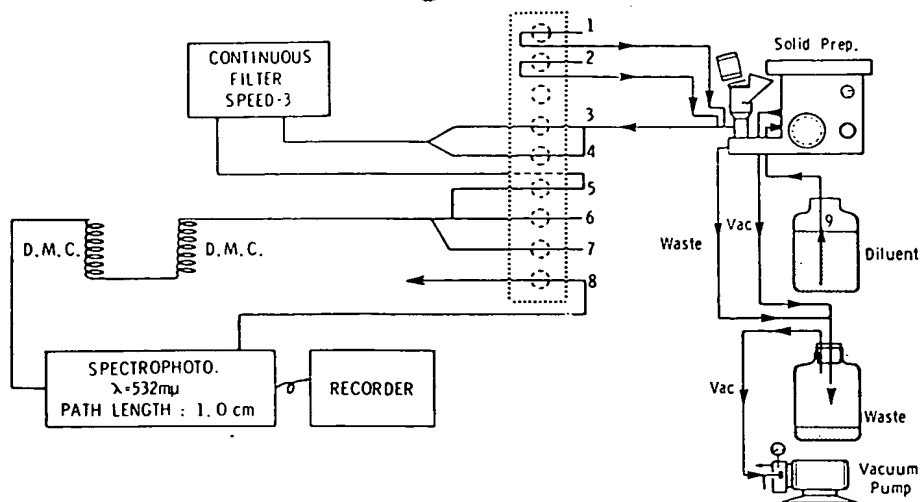 CONTINUOUS
FILTER
SPEED-3
1
2
3
4
5
6
7
8
Solid Prep.
9
Diluent
Waste
Vac
D.M.C.
D.M.C.
SPECTROPHOTO.
λ=532mμ
PATH LENGTH : 1.0 cm
RECORDER
Vac
Waste
Vacuum
Pump